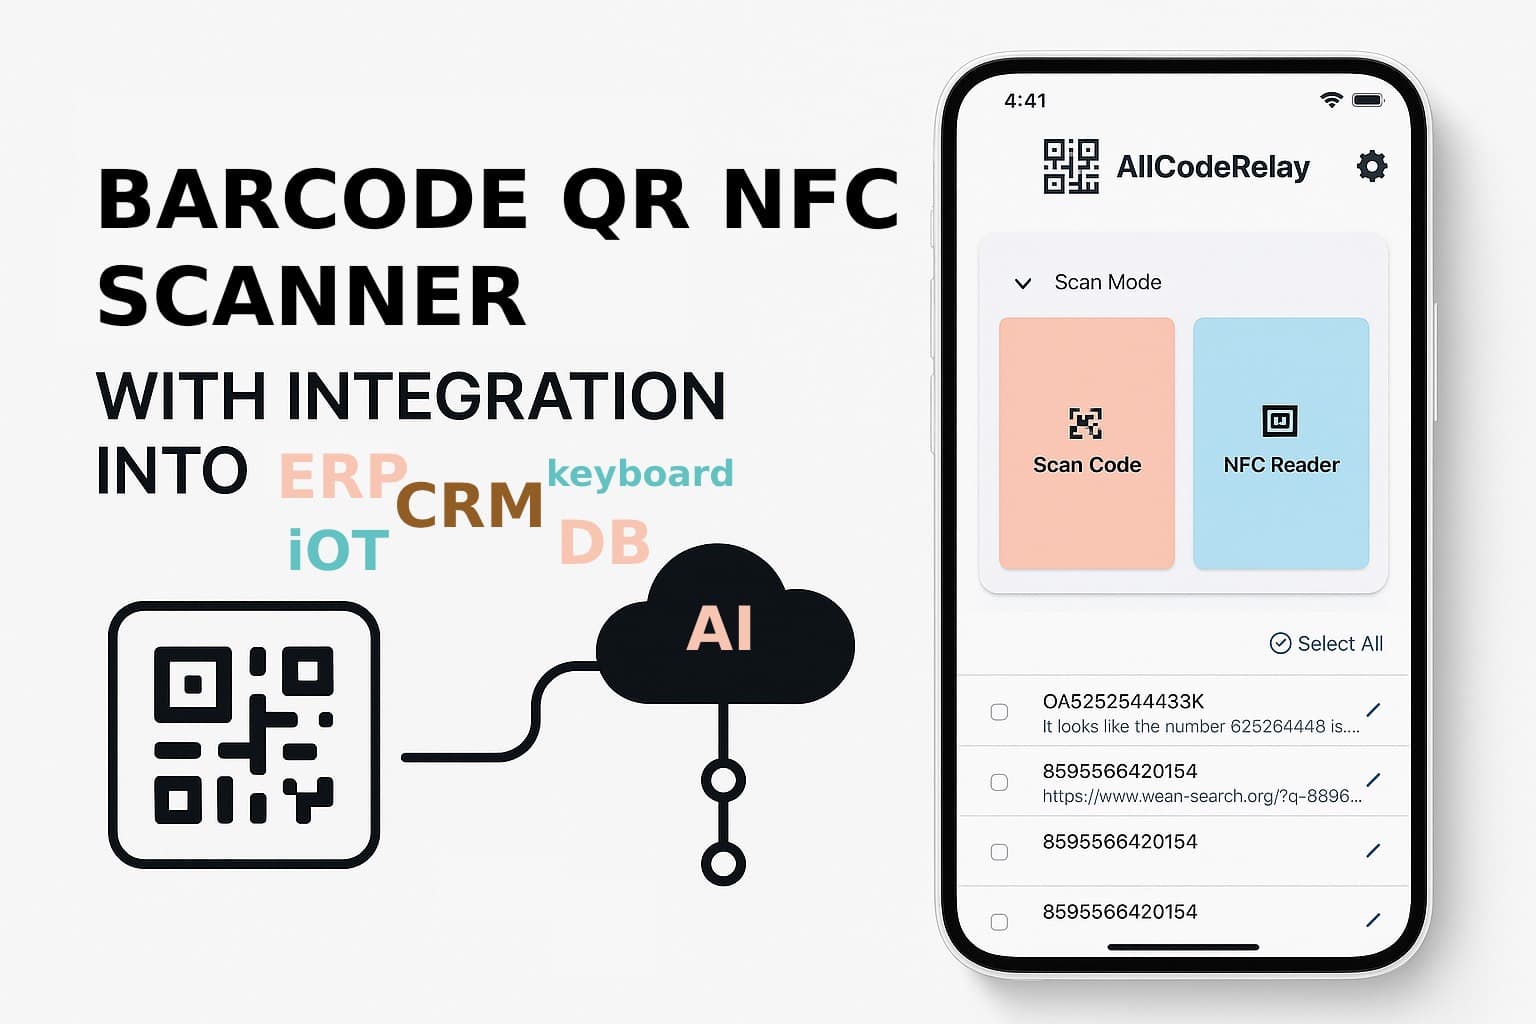 BARCODE QR NFC
SCANNER
WITH INTEGRATION
INTO ERP CRM keyboard
iOT DB
AI
4:41
AllCodeRelay
Scan Mode
Scan Code
NFC Reader
Select All
OA5252544433K
It looks like the number 625264448 is....
8595566420154
https://www.wean-search.org/?q-8896...
8595566420154
8595566420154